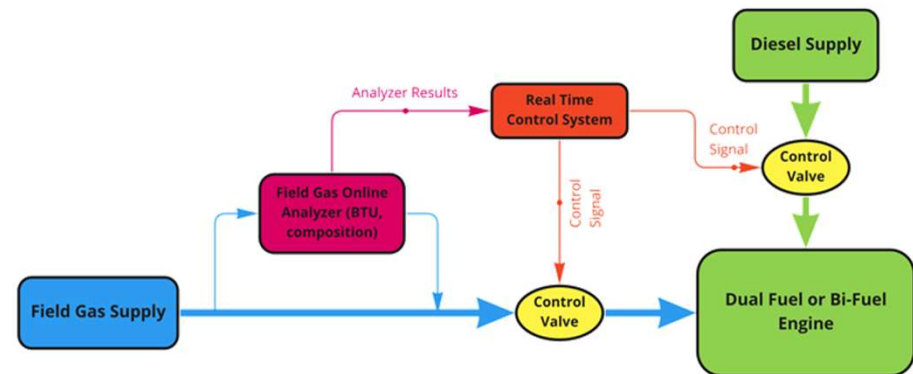 Diesel Supply
Analyzer Results
Real Time
Control System
Control
Signal
Control
Valve
Field Gas Online
Analyzer (BTU,
composition)
Control
Signal
Field Gas Supply
Control
Valve
Dual Fuel or Bi-Fuel
Engine